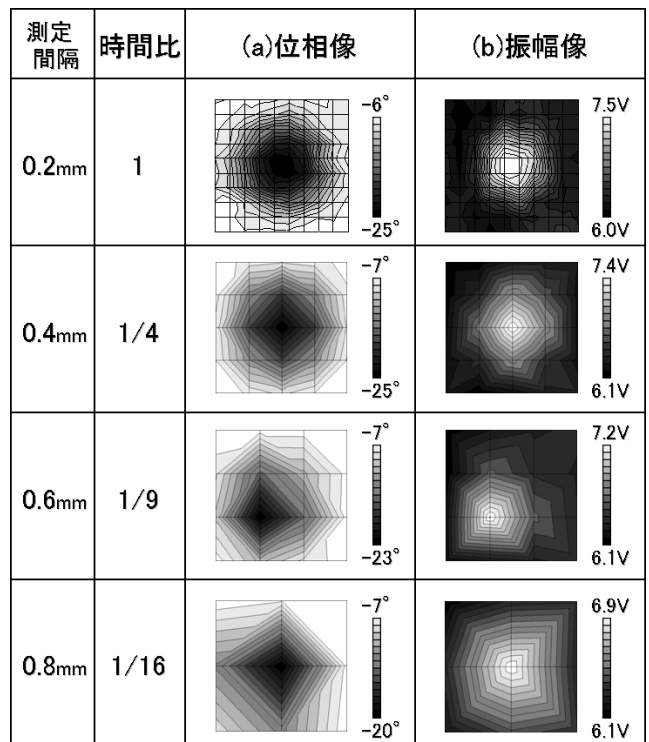 測定
間隔
時間比
(a)位相像
(b)振幅像
0.2mm
1
-6°
-25°
7.5V
6.0V
0.4mm
1/4
-7°
-25°
7.4V
6.1V
0.6mm
1/9
-7°
-23°
7.2V
6.1V
0.8mm
1/16
-7°
-20°
6.9V
6.1V